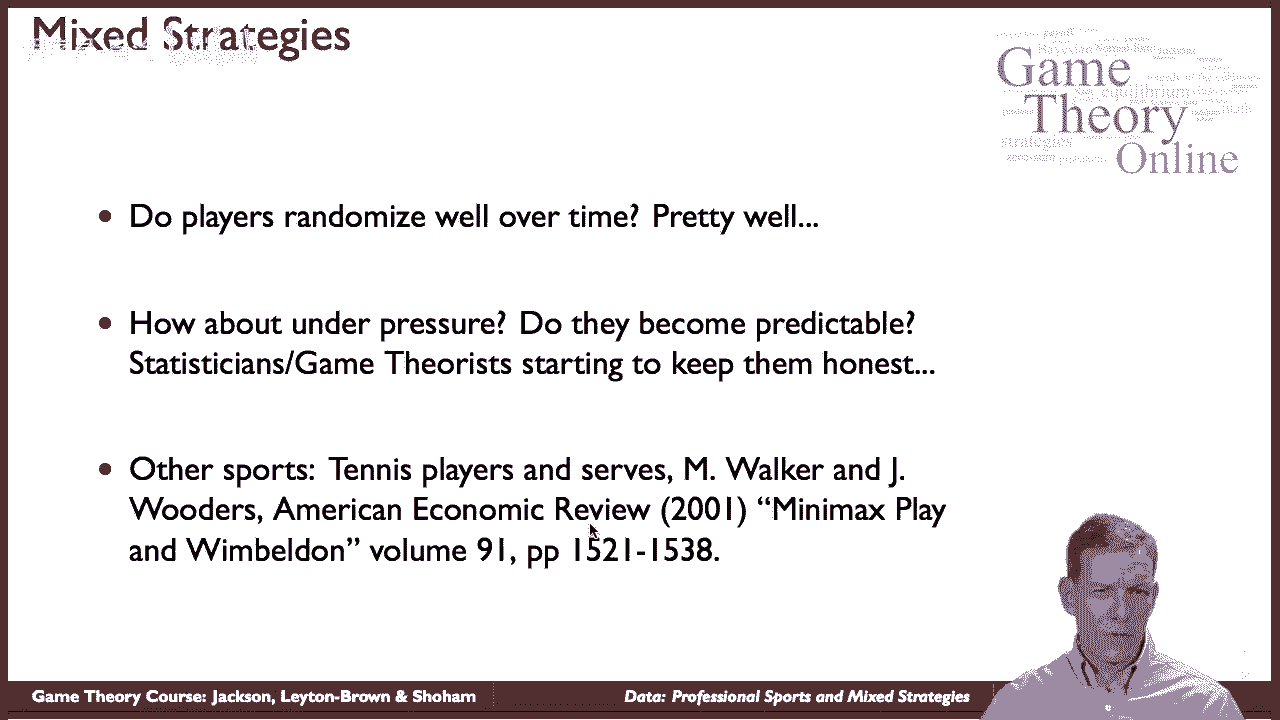 Mixed Strategies
Game
Theory
Online
• Do players randomize well over time? Pretty well...
• How about under pressure? Do they become predictable?
Statisticians/Game Theorists starting to keep them honest...
• Other sports: Tennis players and serves, M. Walker and J.
Wooders, American Economic Review (2001) “Minimax Play
and Wimbeldon” volume 91, pp 1521-1538.
Game Theory Course: Jackson, Leyton-Brown & Shoham
Data: Professional Sports and Mixed Strategies